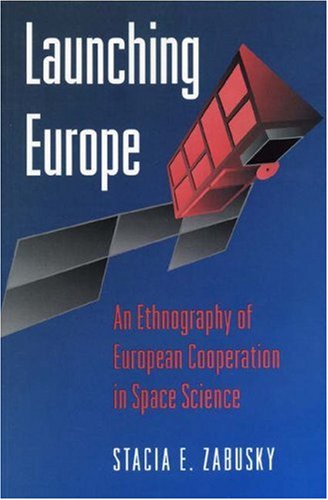 Launching
Europe
An Ethnography of
European Cooperation
in Space Science
STACIA E. ZABUSKY